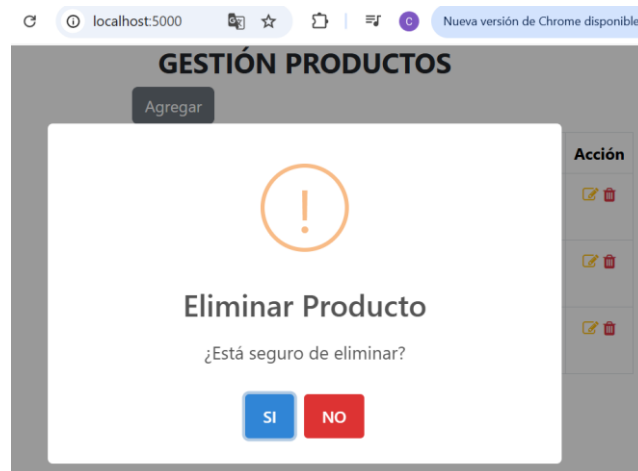 localhost:5000
Nueva versión de Chrome disponible
GESTIÓN PRODUCTOS
Agregar
Acción
!
Eliminar Producto
¿Está seguro de eliminar?
SI NO